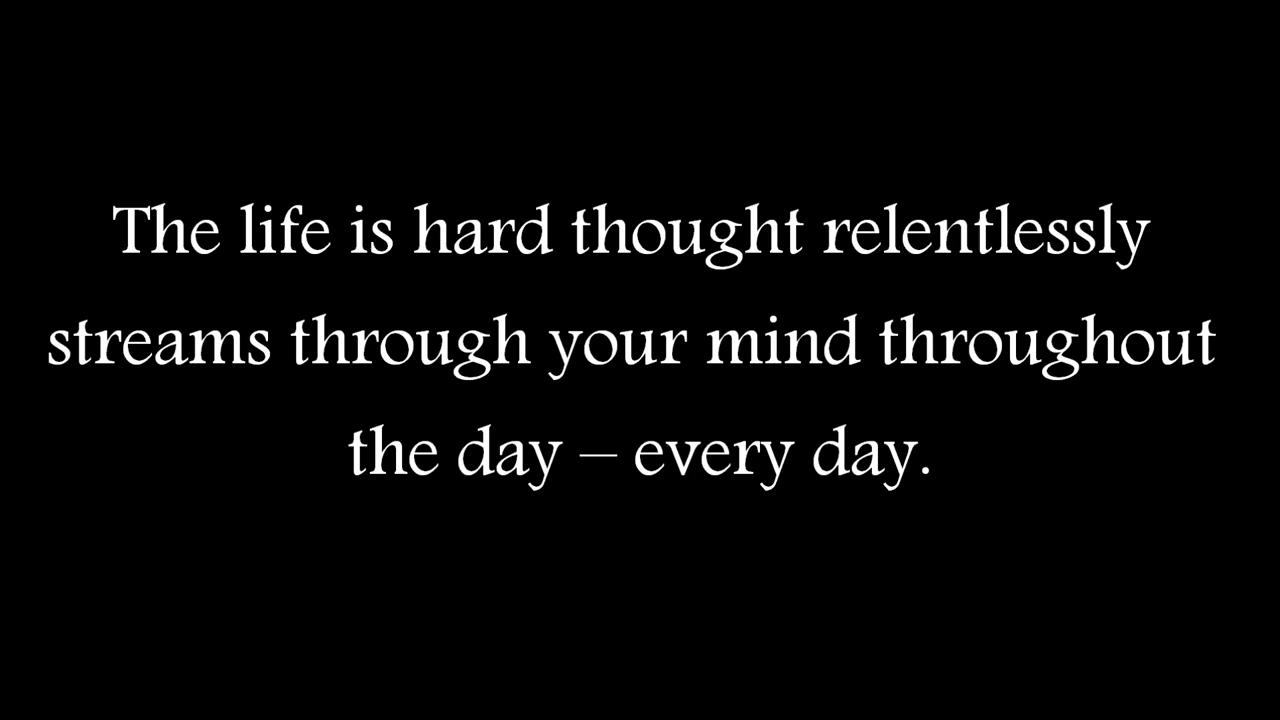 The life is hard thought relentlessly
streams through your mind throughout
the day – every day.